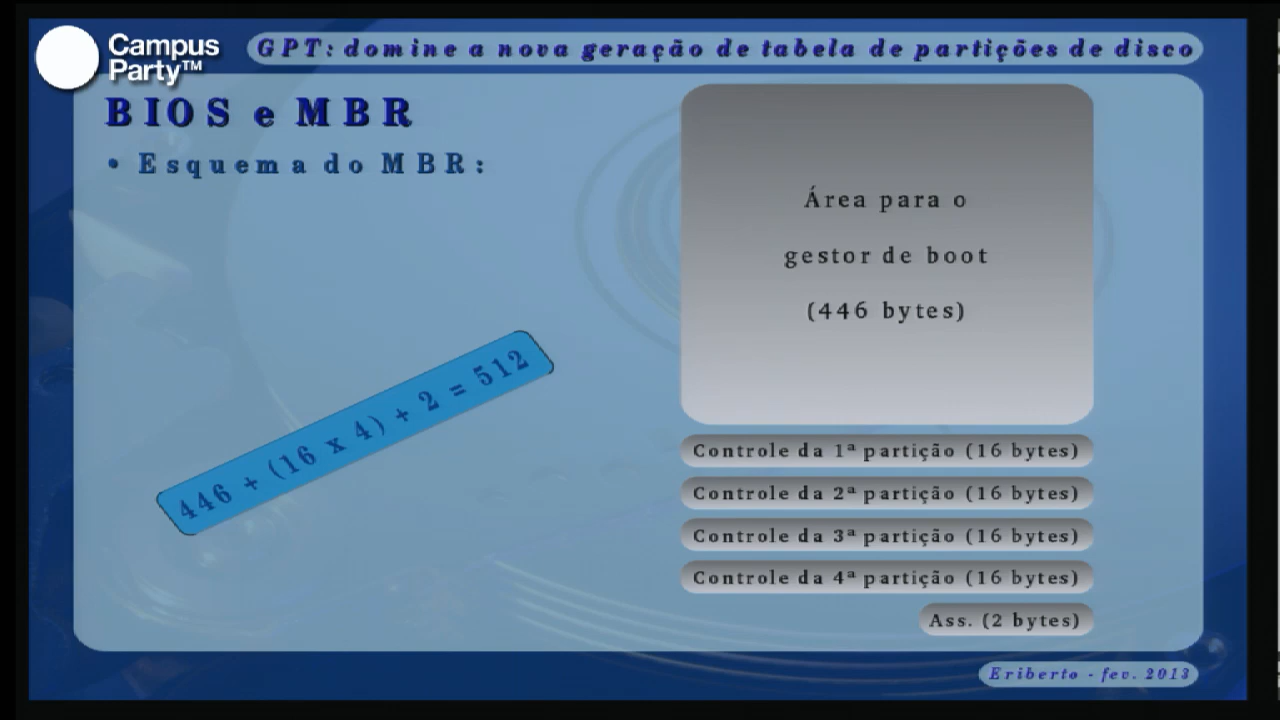 Campus
Party™
GPT: domine a nova geração de tabela de partições de disco
BIOS e MBR
• Esquema do MBR:
Área para o
gestor de boot
(446 bytes)
446 + (16 x 4) + 2 = 512
Controle da 1ª partição (16 bytes)
Controle da 2ª partição (16 bytes)
Controle da 3ª partição (16 bytes)
Controle da 4ª partição (16 bytes)
Ass. (2 bytes)
Eriberto - fev. 2013